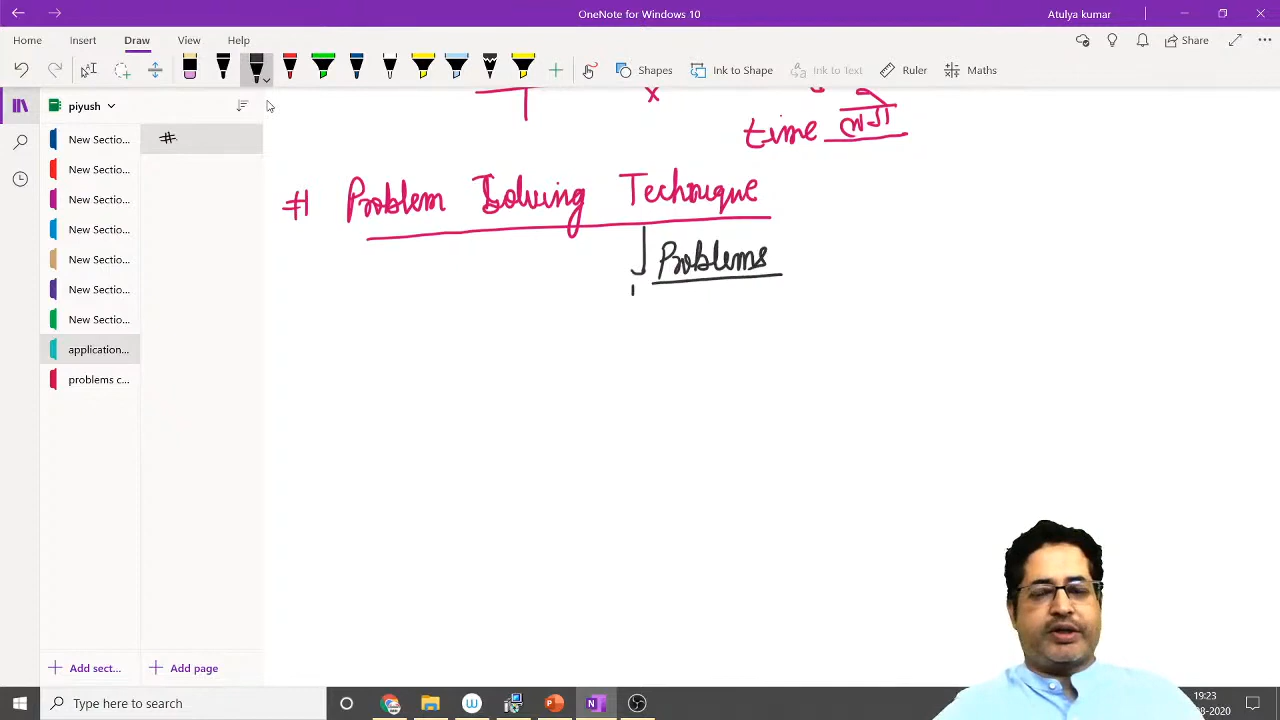 OneNote for Windows 10
Atulya kumar
Home Insert Draw View Help
Share
Shapes Ink to Shape Ink to Text Ruler Maths
piyush
#
New Sectio...
New Sectio...
New Sectio...
New Sectio...
New Sectio...
New Sectio...
New Sectio...
application...
problems c...
x
time
# Problem Solving Technique
Problems
Add sect... Add page
Type here to search
19:23
8-2020